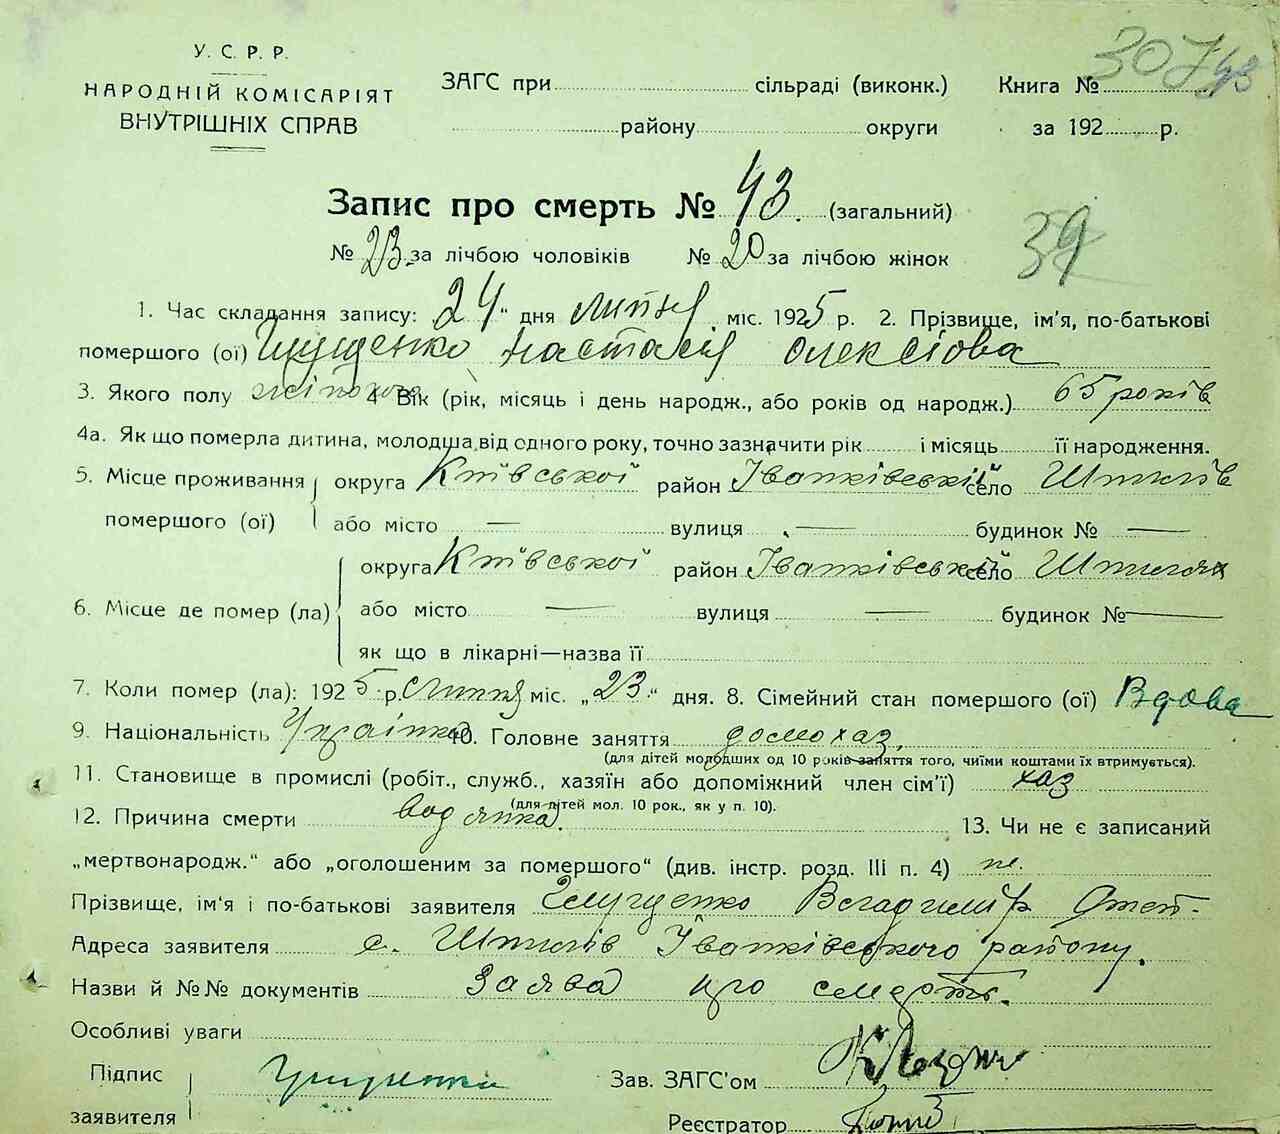 У. С. Р. Р.
НАРОДНІЙ КОМІСАРІЯТ
ВНУТРІШНІХ СПРАВ
ЗАГС при сільраді (виконк.)
району округи
Книга №
за 192 р.
307 43
Запис про смерть № 43. (загальний)
№ 23 за лічбою чоловіків № 20 за лічбою жінок
39
1. Час складання запису: 24 " дня липня міс. 1925 р. 2. Прізвище, ім'я, по-батькові
помершого (ої) Настасія Олексіова
3. Якого полу жіночого 4. Вік (рік, місяць і день народж., або років од народж.) 65 років
4а. Як що померла дитина, молодша від одного року, точно зазначити рік і місяць її народження.
5. Місце проживання округа Київської район Іванківський село Шпилів
помершого (ої) або місто — вулиця — будинок № —
округа Київської район Іванківський село Шпилях
6. Місце де помер (ла) або місто — вулиця — будинок № —
як що в лікарні—назва її
7. Коли помер (ла): 1925 р. липня міс. „23" дня. 8. Сімейний стан помершого (ої) Вдова
9. Національність Українка 10. Головне заняття домохаз.
(для дітей молодших од 10 років заняття того, чиїми коштами їх втримується).
11. Становище в промислі (робіт., служб., хазяїн або допоміжний член сім'ї) хаз
(для дітей мол. 10 рок., як у п. 10).
12. Причина смерти водянка. 13. Чи не є записаний
„мертвонародж." або „оголошеним за помершого" (див. інстр. розд. III п. 4) не.
Прізвище, ім'я і по-батькові заявителя Владимір
Адреса заявителя с. Шпилів Іванківського району.
Назви й №№ документів Заява про смерть.
Особливі уваги
Підпис
заявителя
Зав. ЗАГС'ом
Реєстратор